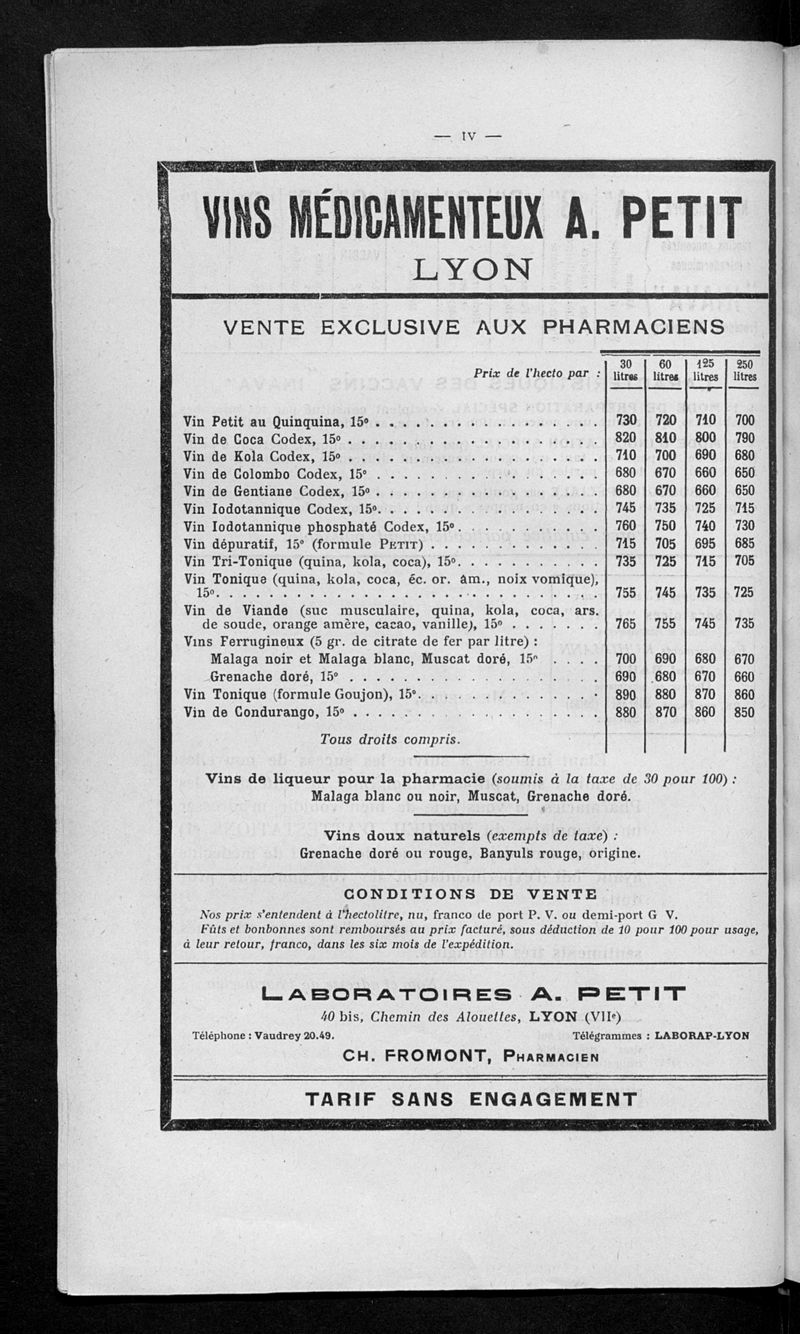 — IV —
VINS MÉDICAMENTEUX A. PETIT
LYON
VENTE EXCLUSIVE AUX PHARMACIENS
Prix de l'hecto par : 30 litres 60 litres 125 litres 250 litres
Vin Petit au Quinquina, 15° . . . . . . . . . . . . . . . . . 730 720 710 700
Vin de Coca Codex, 15° . . . . . . . . . . . . . . . . . . . 820 810 800 790
Vin de Kola Codex, 15° . . . . . . . . . . . . . . . . . . . 710 700 690 680
Vin de Colombo Codex, 15° . . . . . . . . . . . . . . . . . 680 670 660 650
Vin de Gentiane Codex, 15° . . . . . . . . . . . . . . . . . 680 670 660 650
Vin Iodotannique Codex, 15°. . . . . . . . . . . . . . . . . 745 735 725 715
Vin Iodotannique phosphaté Codex, 15° . . . . . . . . . . . 760 750 740 730
Vin dépuratif, 15° (formule PETIT) . . . . . . . . . . . . . 715 705 695 685
Vin Tri-Tonique (quina, kola, coca), 15°. . . . . . . . . . . 735 725 715 705
Vin Tonique (quina, kola, coca, éc. or. am., noix vomique),
15°. . . . . . . . . . . . . . . . . . . . . . . . . . . . . 755 745 735 725
Vin de Viande (suc musculaire, quina, kola, coca, ars.
de soude, orange amère, cacao, vanille), 15° . . . . . . . 765 755 745 735
Vins Ferrugineux (5 gr. de citrate de fer par litre) :
Malaga noir et Malaga blanc, Muscat doré, 15° . . . . 700 690 680 670
Grenache doré, 15° . . . . . . . . . . . . . . . . . . . 690 680 670 660
Vin Tonique (formule Goujon), 15°. . . . . . . . . . . . . . 890 880 870 860
Vin de Condurango, 15° . . . . . . . . . . . . . . . . . . . 880 870 860 850
Tous droits compris.
Vins de liqueur pour la pharmacie (soumis à la taxe de 30 pour 100) :
Malaga blanc ou noir, Muscat, Grenache doré.
Vins doux naturels (exempts de taxe) :
Grenache doré ou rouge, Banyuls rouge, origine.
CONDITIONS DE VENTE
Nos prix s'entendent à l'hectolitre, nu, franco de port P. V. ou demi-port G V.
Fûts et bonbonnes sont remboursés au prix facturé, sous déduction de 10 pour 100 pour usage,
à leur retour, franco, dans les six mois de l'expédition.
LABORATOIRES A. PETIT
40 bis, Chemin des Alouettes, LYON (VIIe)
Téléphone : Vaudrey 20.49. Télégrammes : LABORAP-LYON
CH. FROMONT, PHARMACIEN
TARIF SANS ENGAGEMENT